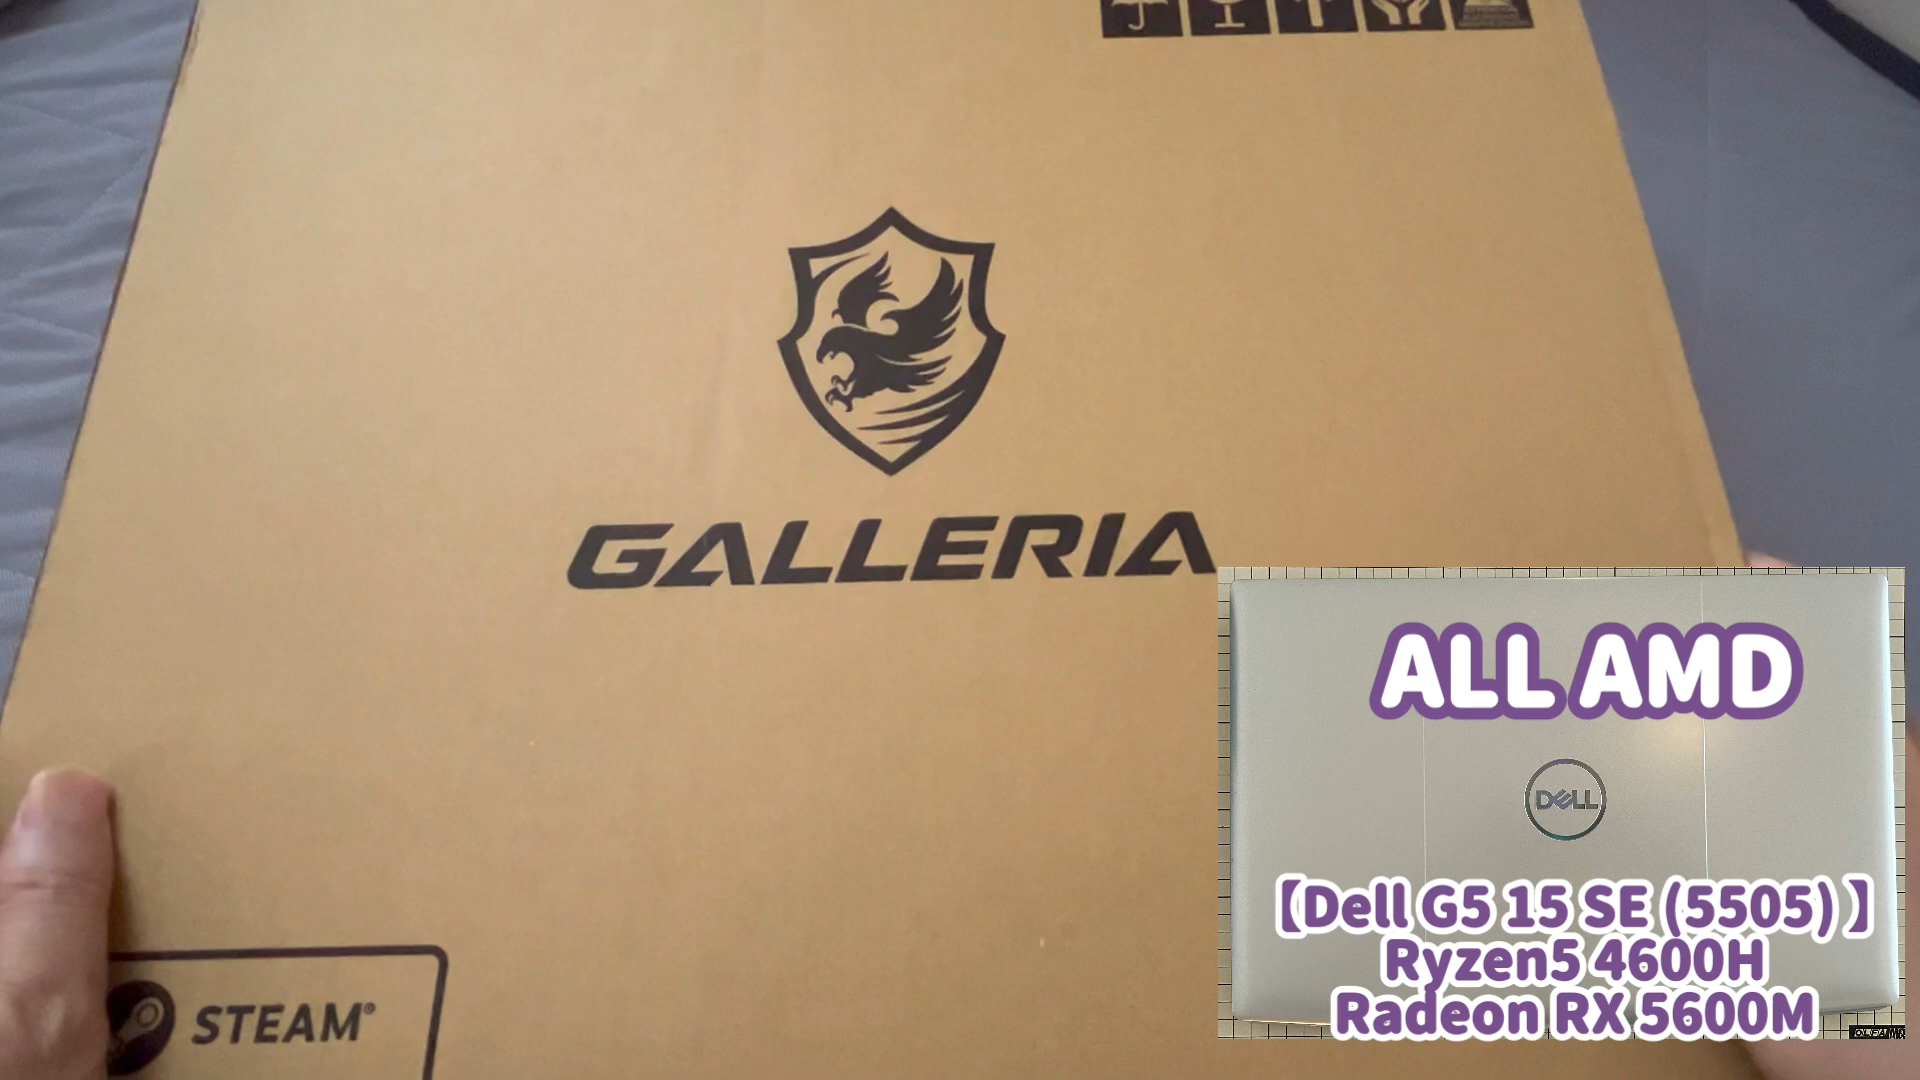 GALLERIA
STEAM®
ALL AMD
DELL
【Dell G5 15 SE (5505) 】
Ryzen5 4600H
Radeon RX 5600M